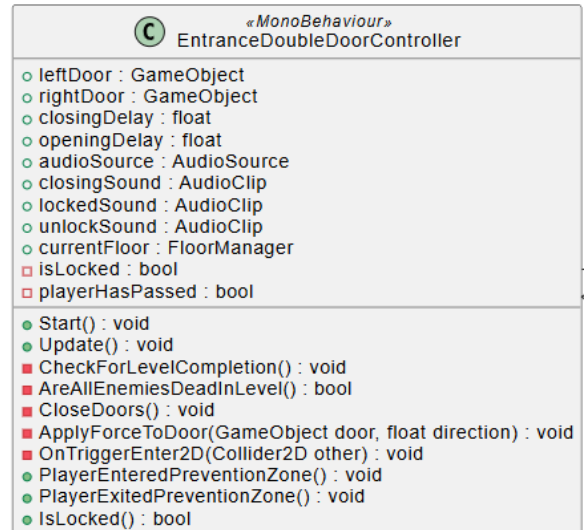 «MonoBehaviour»
C EntranceDoubleDoorController
leftDoor : GameObject
rightDoor : GameObject
closingDelay : float
openingDelay : float
audioSource : AudioSource
closingSound : AudioClip
lockedSound : AudioClip
unlockSound : AudioClip
currentFloor : FloorManager
isLocked : bool
playerHasPassed : bool
Start() : void
Update() : void
CheckForLevelCompletion() : void
AreAllEnemiesDeadInLevel() : bool
CloseDoors() : void
ApplyForceToDoor(GameObject door, float direction) : void
OnTriggerEnter2D(Collider2D other) : void
PlayerEnteredPreventionZone() : void
PlayerExitedPreventionZone() : void
IsLocked() : bool